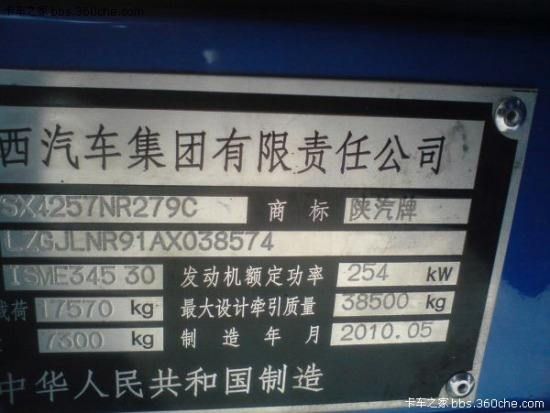 卡车之家 bbs.360che.com
西汽车集团有限责任公司
SX4257NR279C 商标 陕汽牌
LZGJLNR91AX038574
ISME345 30 发动机额定功率 254 kW
载荷 17570 kg 最大设计牵引质量 38500 kg
7300 kg 制造年月 2010.05
中华人民共和国制造
卡车之家 bbs.360che.com